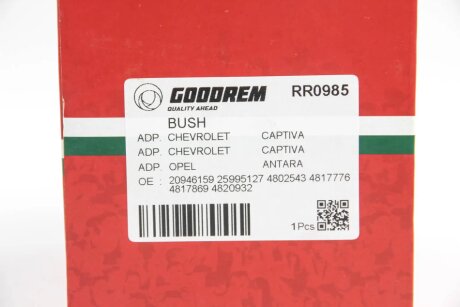 GOODREM RR0985
QUALITY AHEAD
BUSH
ADP. CHEVROLET CAPTIVA
ADP. CHEVROLET CAPTIVA
ADP. OPEL ANTARA
OE : 20946159 25995127 4802543 4817776
4817869 4820932
1Pcs